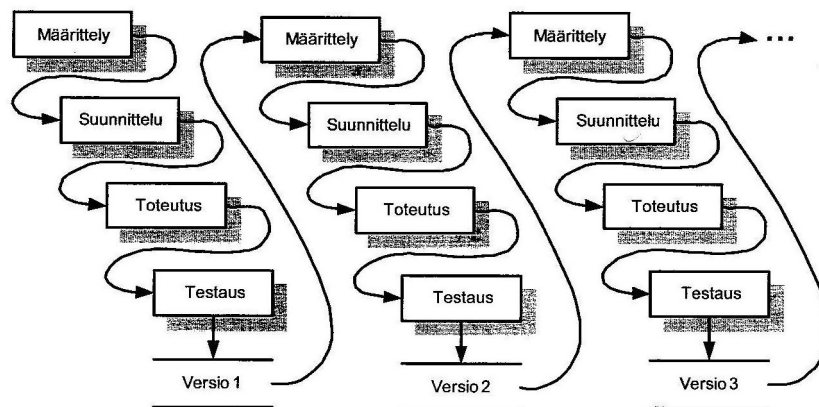 Määrittely
Suunnittelu
Toteutus
Testaus
Versio 1
Määrittely
Suunnittelu
Toteutus
Testaus
Versio 2
Määrittely
Suunnittelu
Toteutus
Testaus
Versio 3
...